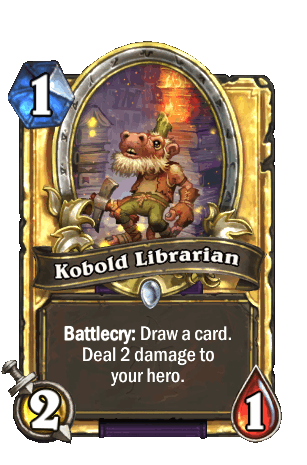 1
Kobold Librarian
Battlecry: Draw a card.
Deal 2 damage to
your hero.
2
1